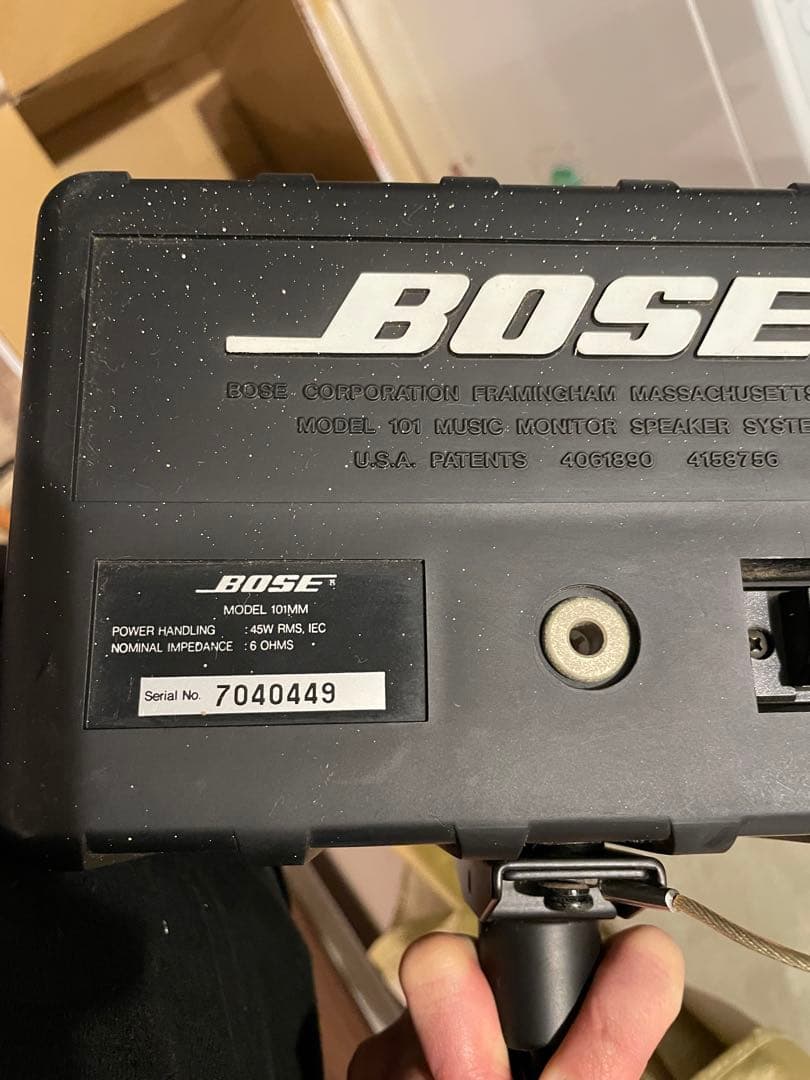 BOSE
BOSE CORPORATION FRAMINGHAM MASSACHUSETTS
MODEL 101 MUSIC MONITOR SPEAKER SYSTE
U.S.A. PATENTS 4061890 4158756
BOSE
MODEL 101MM
POWER HANDLING : 45W RMS, IEC
NOMINAL IMPEDANCE : 6 OHMS
Serial No. 7040449